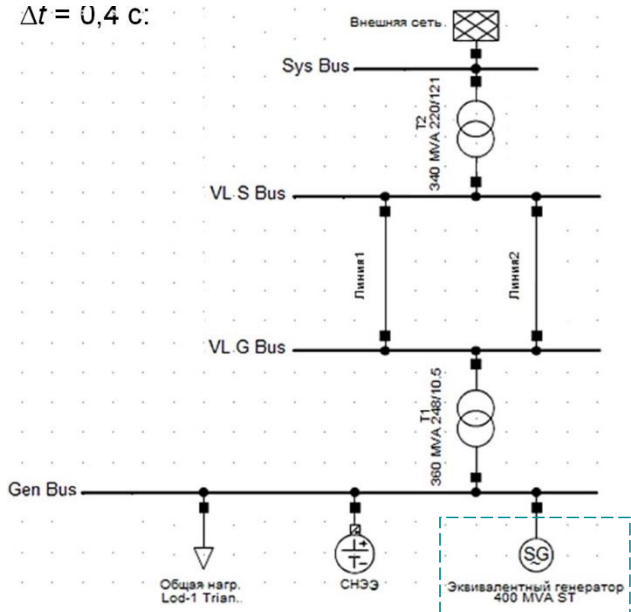 Δt = 0,4 с:
Внешняя сеть
Sys Bus
T2
340 MVA 220/121
VL S Bus
Линия1
Линия2
VL G Bus
T1
360 MVA 248/10.5
Gen Bus
SG
Общая нагр.
Lod-1 Trian..
СНЭЭ
Эквивалентный генератор
400 MVA ST